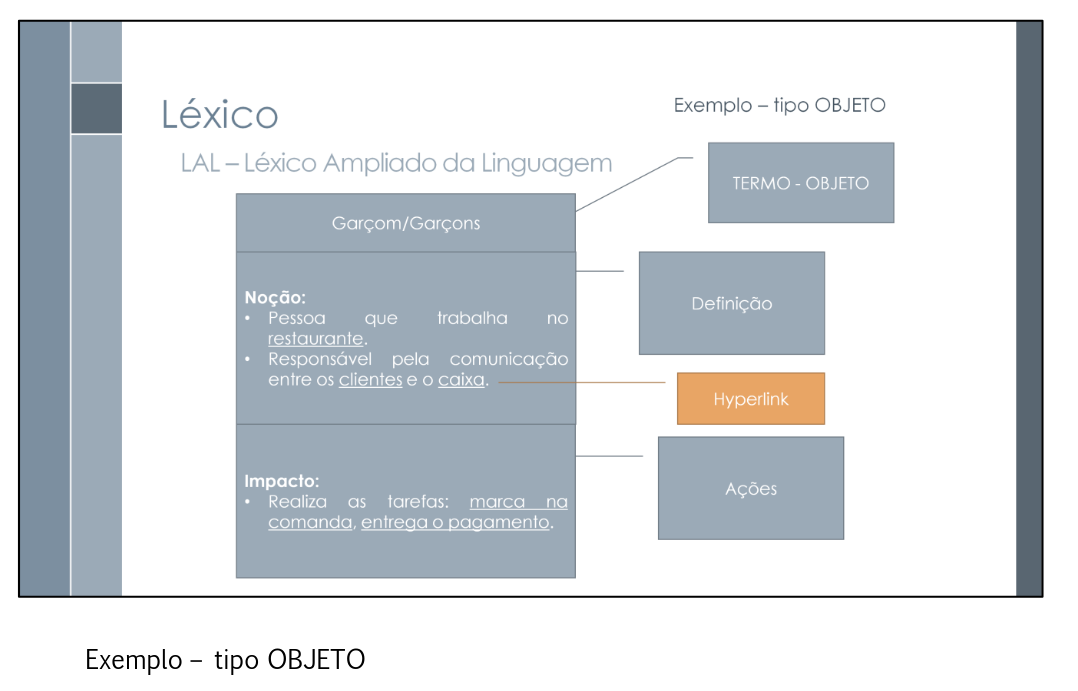 Léxico
Exemplo – tipo OBJETO
LAL – Léxico Ampliado da Linguagem
TERMO - OBJETO
Garçom/Garçons
Noção:
• Pessoa que trabalha no
restaurante.
• Responsável pela comunicação
entre os clientes e o caixa.
Definição
Hyperlink
Impacto:
• Realiza as tarefas: marca na
comanda, entrega o pagamento.
Ações
Exemplo – tipo OBJETO